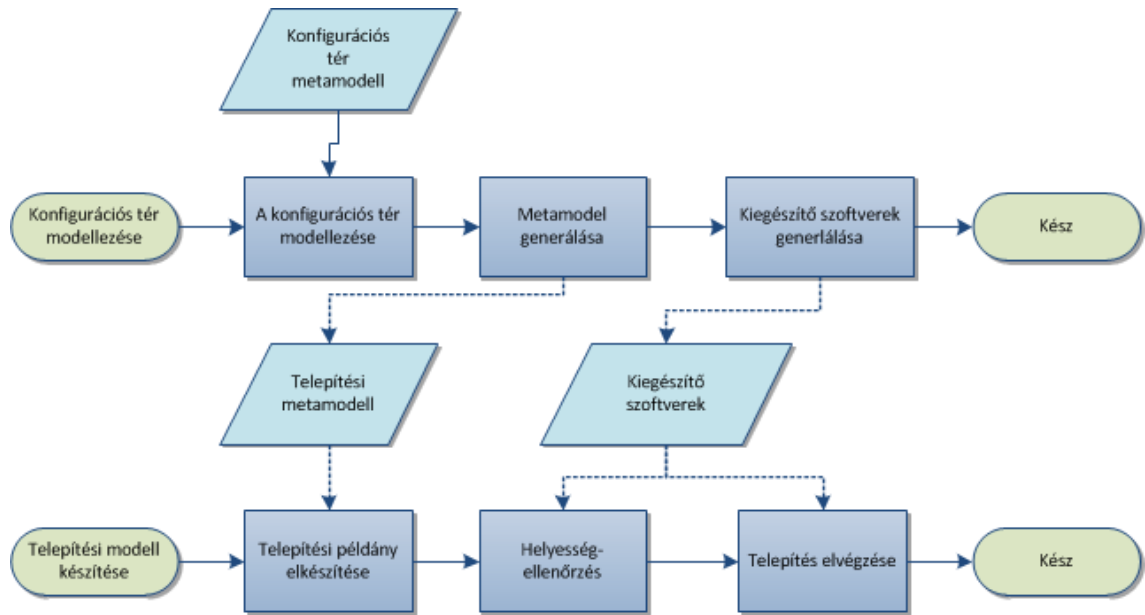 Konfigurációs
tér
metamodell
Konfigurációs tér
modellezése
A konfigurációs tér
modellezése
Metamodel
generálása
Kiegészítő szoftverek
generlálása
Kész
Telepítési
metamodell
Kiegészítő
szoftverek
Telepítési modell
készítése
Telepítési példány
elkészítése
Helyesség-
ellenőrzés
Telepítés elvégzése
Kész